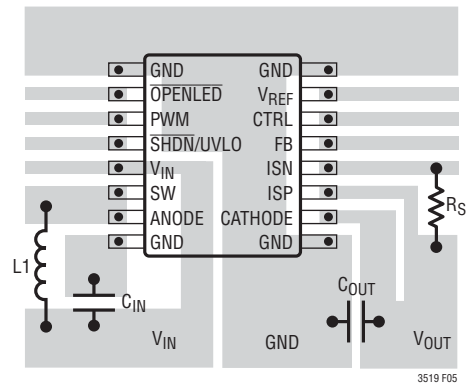 GND GND
OPENLED VREF
PWM CTRL
SHDN/UVLO FB
VIN ISN
SW ISP
ANODE CATHODE
GND GND
RS
L1
CIN
COUT
VIN
GND
VOUT
3519 F05